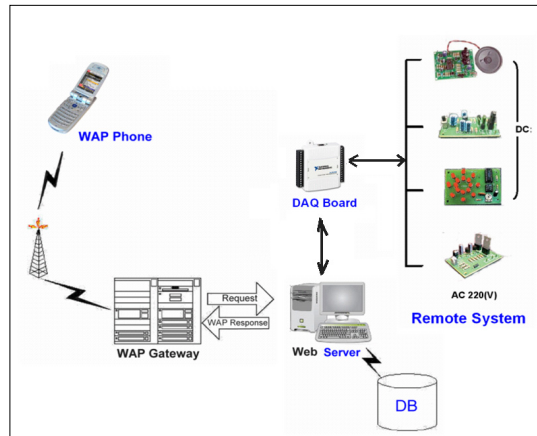 WAP Phone
DC:
DAQ Board
AC 220(V)
Remote System
Request
WAP Response
WAP Gateway
Web Server
DB